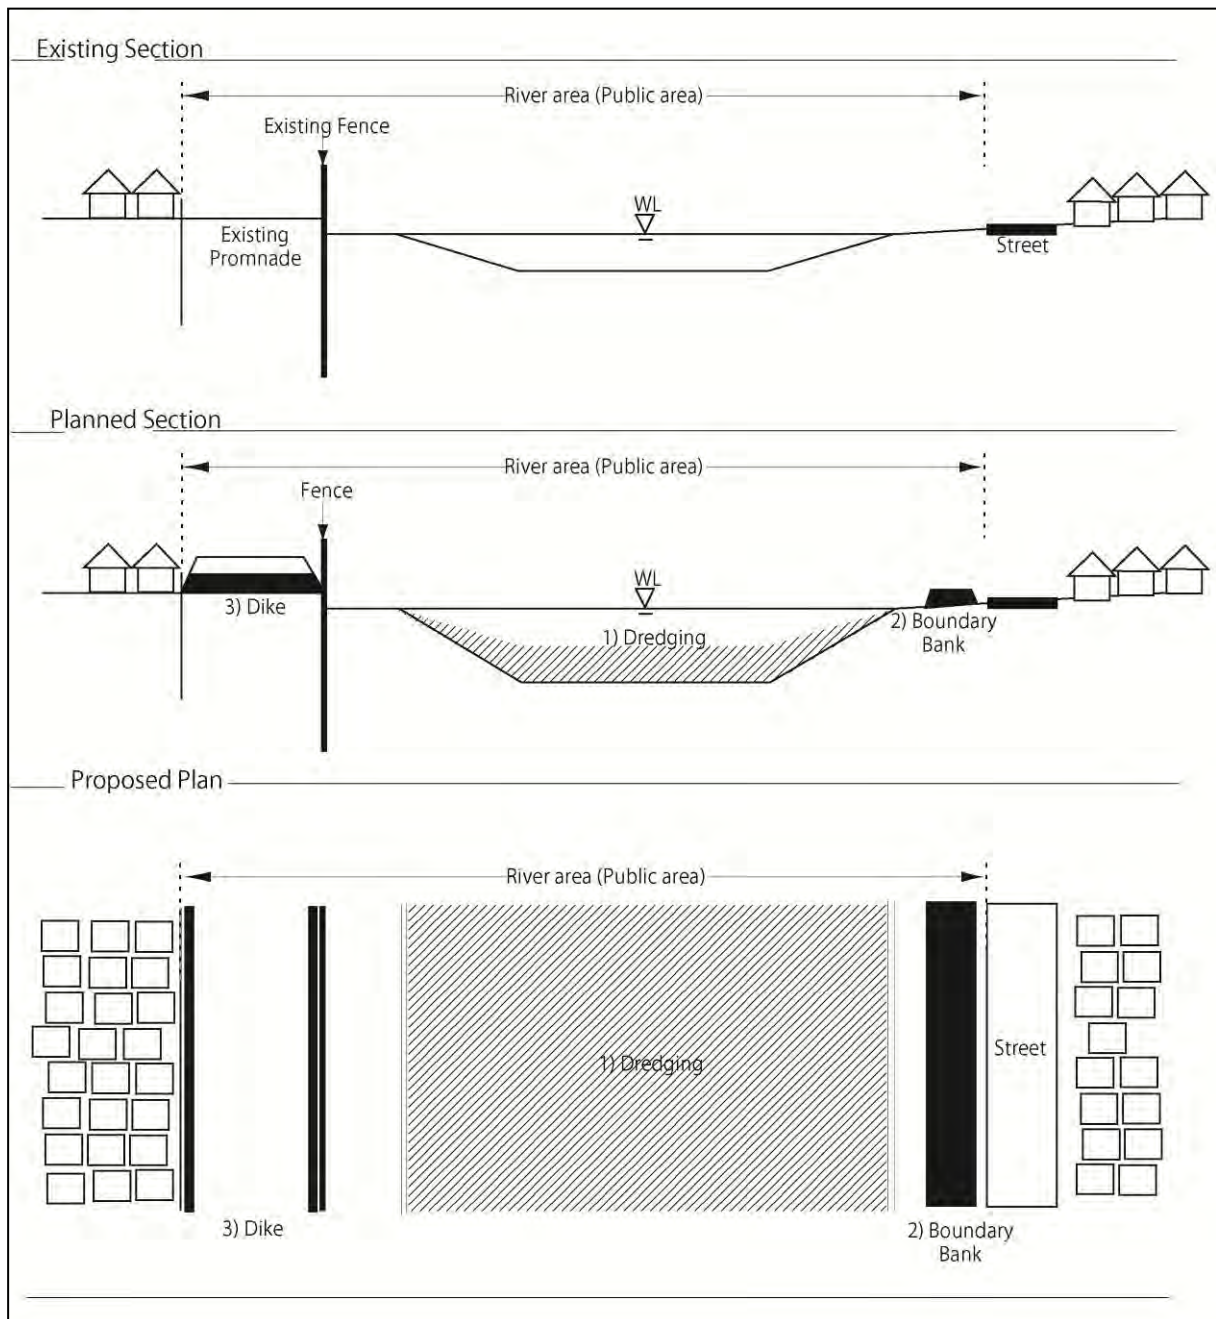 Existing Section
River area (Public area)
Existing Fence
WL
Existing
Promnade
Street
Planned Section
River area (Public area)
Fence
WL
3) Dike
1) Dredging
2) Boundary
Bank
Proposed Plan
River area (Public area)
1) Dredging
Street
3) Dike
2) Boundary
Bank